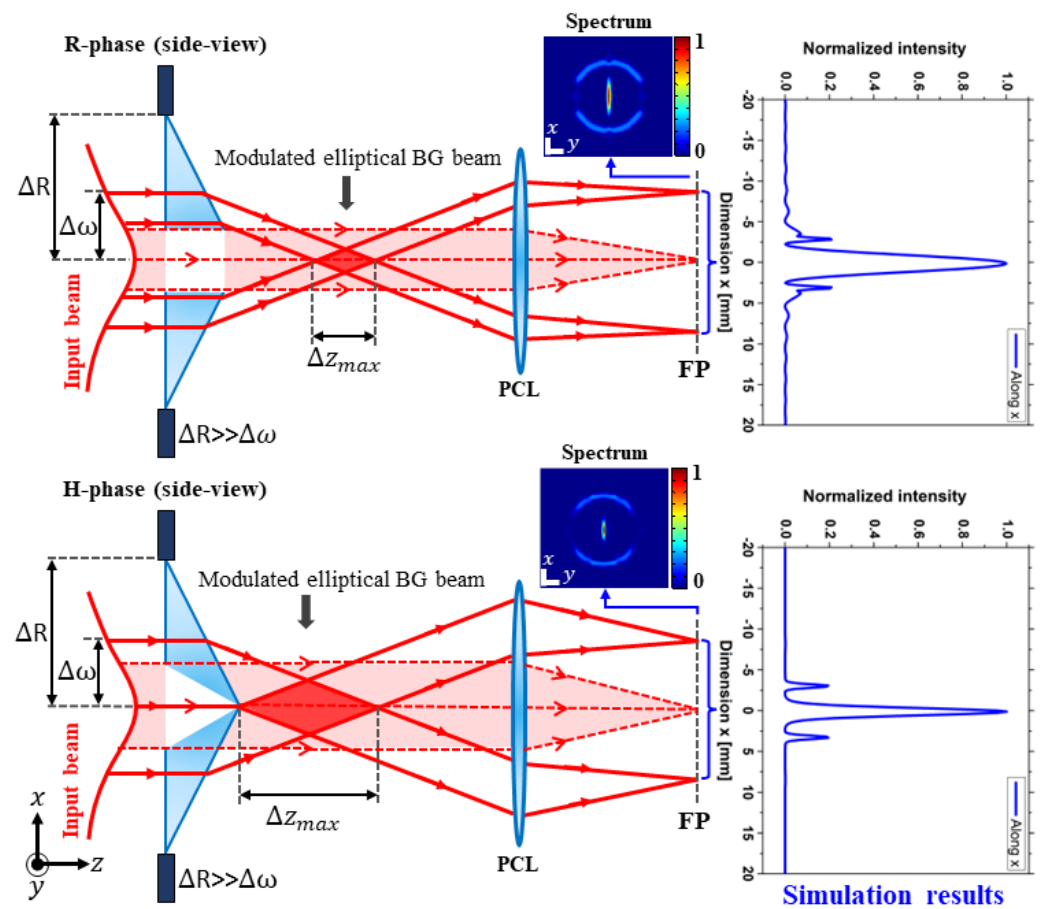 R-phase (side-view)
Spectrum
1
0
x
y
Normalized intensity
0.0
0.2
0.4
0.6
0.8
1.0
-20
-15
-10
-5
0
5
10
15
20
Along x
Dimension x [mm]
Modulated elliptical BG beam
ΔR
Δω
Input beam
Δz_max
PCL
FP
ΔR>>Δω
H-phase (side-view)
Spectrum
1
0
x
y
Normalized intensity
0.0
0.2
0.4
0.6
0.8
1.0
-20
-15
-10
-5
0
5
10
15
20
Along x
Dimension x [mm]
Modulated elliptical BG beam
ΔR
Δω
Input beam
Δz_max
PCL
FP
x
z
y
ΔR>>Δω
Simulation results